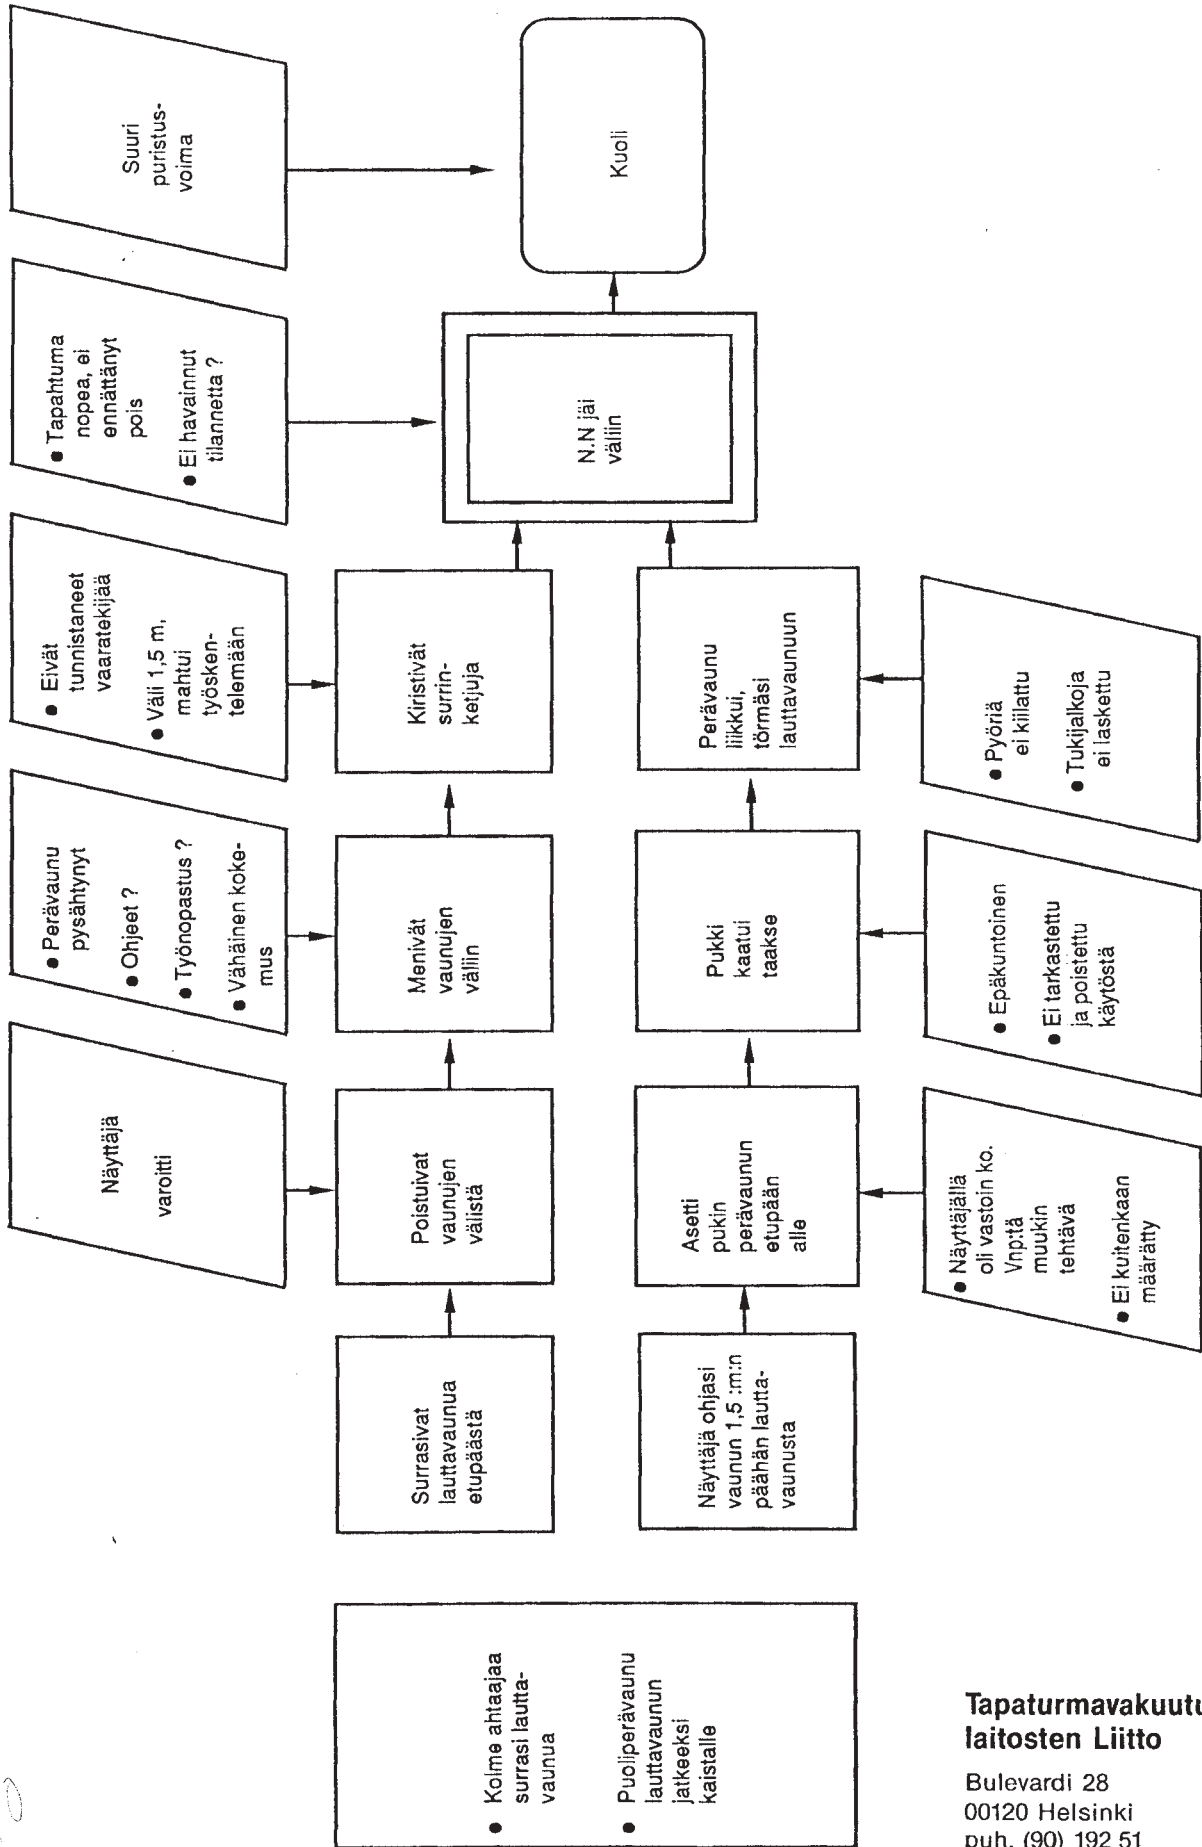 ● Kolme ahtaajaa
surrasi lautta-
vaunua
● Puoliperävaunu
lauttavaunun
jatkeeksi
kaistalle
Surrasivat
lauttavaunua
etupäästä
Näyttäjä ohjasi
vaunun 1,5 :m:n
päähän lautta-
vaunusta
Näyttäjä
varoitti
Poistuivat
vaunujen
välistä
Asetti
pukin
perävaunun
etupään
alle
● Näyttäjällä
oli vastoin ko.
Vnp:tä
muukin
tehtävä
● Ei kuitenkaan
määrätty
● Perävaunu
pysähtynyt
● Ohjeet ?
● Työnopastus ?
● Vähäinen koke-
mus
Menivät
vaunujen
väliin
Pukki
kaatui
taakse
● Epäkuntoinen
● Ei tarkastettu
ja poistettu
käytöstä
● Eivät
tunnistaneet
vaaratekijää
● Väli 1,5 m,
mahtui
työsken-
telemään
Kiristivät
surrin-
ketjuja
Perävaunu
liikkui,
törmäsi
lauttavaunuun
● Pyöriä
ei kiilattu
● Tukijalkoja
ei laskettu
● Tapahtuma
nopea, ei
ennättänyt
pois
● Ei havainnut
tilannetta ?
N.N jäi
väliin
Suuri
puristus-
voima
Kuoli
Tapaturmavakuutu
laitosten Liitto
Bulevardi 28
00120 Helsinki
puh. (90) 192 51